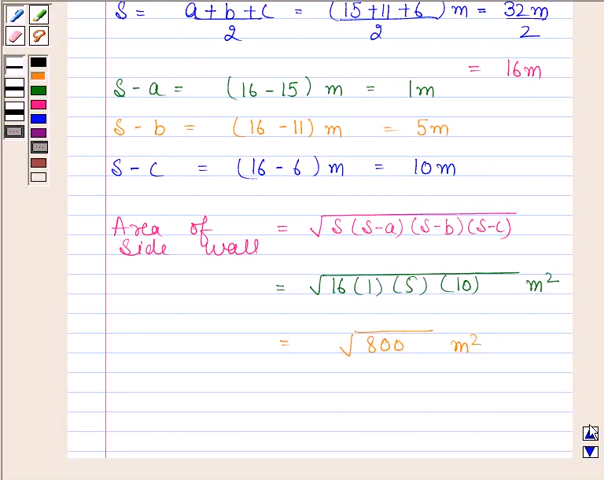 S = a + b + c / 2 = (15 + 11 + 6) / 2 m = 32m / 2
= 16m
S - a = (16 - 15) m = 1m
S - b = (16 - 11) m = 5m
S - c = (16 - 6) m = 10m
Area of side wall = √S (S-a) (S-b) (S-c)
= √16 (1) (5) (10) m²
= √800 m²